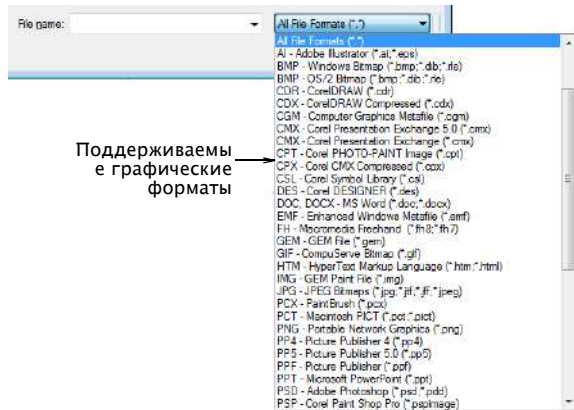 File name:
All File Formats (*.*)
All File Formats (*.*)
AI - Adobe Illustrator (*.ai;*.eps)
BMP - Windows Bitmap (*.bmp;*.dib;*.rle)
BMP - OS/2 Bitmap (*.bmp;*.dib;*.rle)
CDR - CorelDRAW (*.cdr)
CDX - CorelDRAW Compressed (*.cdx)
CGM - Computer Graphics Metafile (*.cgm)
CMX - Corel Presentation Exchange 5.0 (*.cmx)
CMX - Corel Presentation Exchange (*.cmx)
CPT - Corel PHOTO-PAINT Image (*.cpt)
CPX - Corel CMX Compressed (*.cpx)
CSL - Corel Symbol Library (*.csl)
DES - Corel DESIGNER (*.des)
DOC, DOCX - MS Word (*.doc;*.docx)
EMF - Enhanced Windows Metafile (*.emf)
FH - Macromedia Freehand (*.fh8;*.fh7)
GEM - GEM File (*.gem)
GIF - CompuServe Bitmap (*.gif)
HTM - HyperText Markup Language (*.htm;*.html)
IMG - GEM Paint File (*.img)
JPG - JPEG Bitmaps (*.jpg;*.jtf;*.jff;*.jpeg)
PCX - PaintBrush (*.pcx)
PCT - Macintosh PICT (*.pct;*.pict)
PNG - Portable Network Graphics (*.png)
PP4 - Picture Publisher 4 (*.pp4)
PP5 - Picture Publisher 5.0 (*.pp5)
PPF - Picture Publisher (*.ppf)
PPT - Microsoft PowerPoint (*.ppt)
PSD - Adobe Photoshop (*.psd;*.pdd)
PSP - Corel Paint Shop Pro (*.pspimage)
Поддерживаемы
е графические
форматы